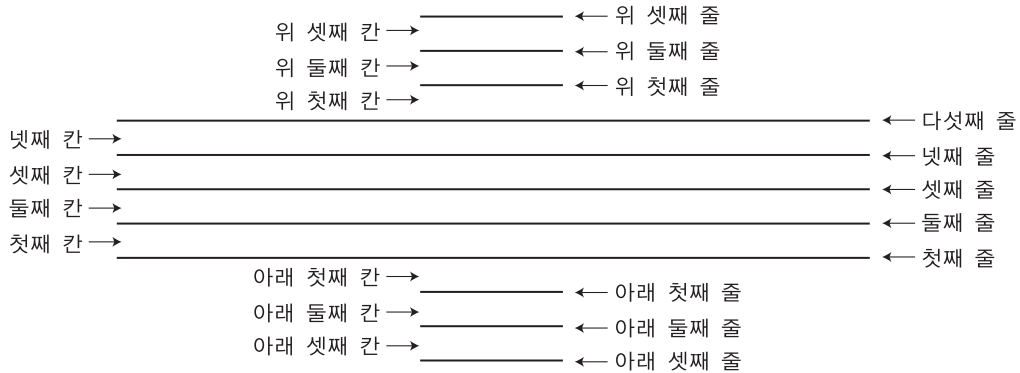 위 셋째 줄
위 셋째 칸
위 둘째 줄
위 둘째 칸
위 첫째 줄
위 첫째 칸
다섯째 줄
넷째 칸
넷째 줄
셋째 칸
셋째 줄
둘째 칸
둘째 줄
첫째 칸
첫째 줄
아래 첫째 칸
아래 첫째 줄
아래 둘째 칸
아래 둘째 줄
아래 셋째 칸
아래 셋째 줄